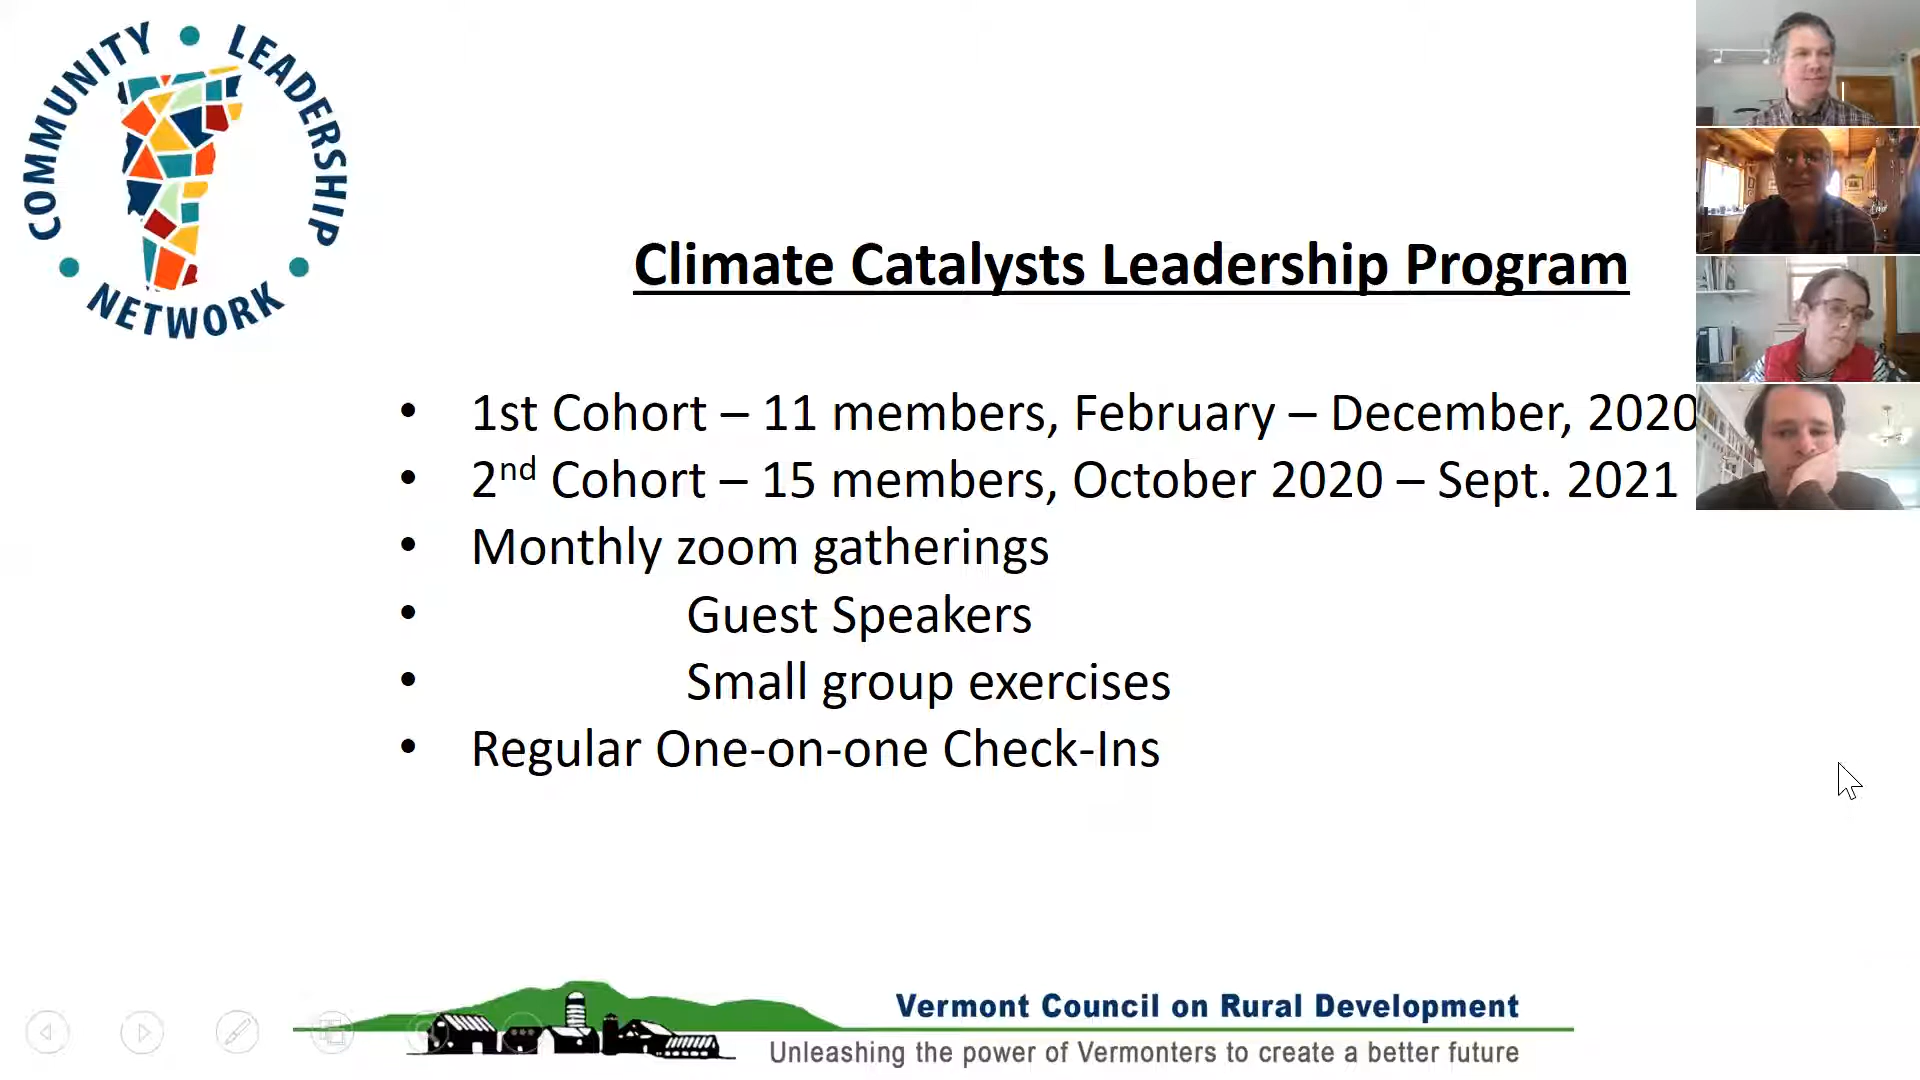 COMMUNITY • LEADERSHIP • NETWORK •
Climate Catalysts Leadership Program
• 1st Cohort – 11 members, February – December, 2020
• 2nd Cohort – 15 members, October 2020 – Sept. 2021
• Monthly zoom gatherings
• Guest Speakers
• Small group exercises
• Regular One-on-one Check-Ins
Vermont Council on Rural Development
Unleashing the power of Vermonters to create a better future